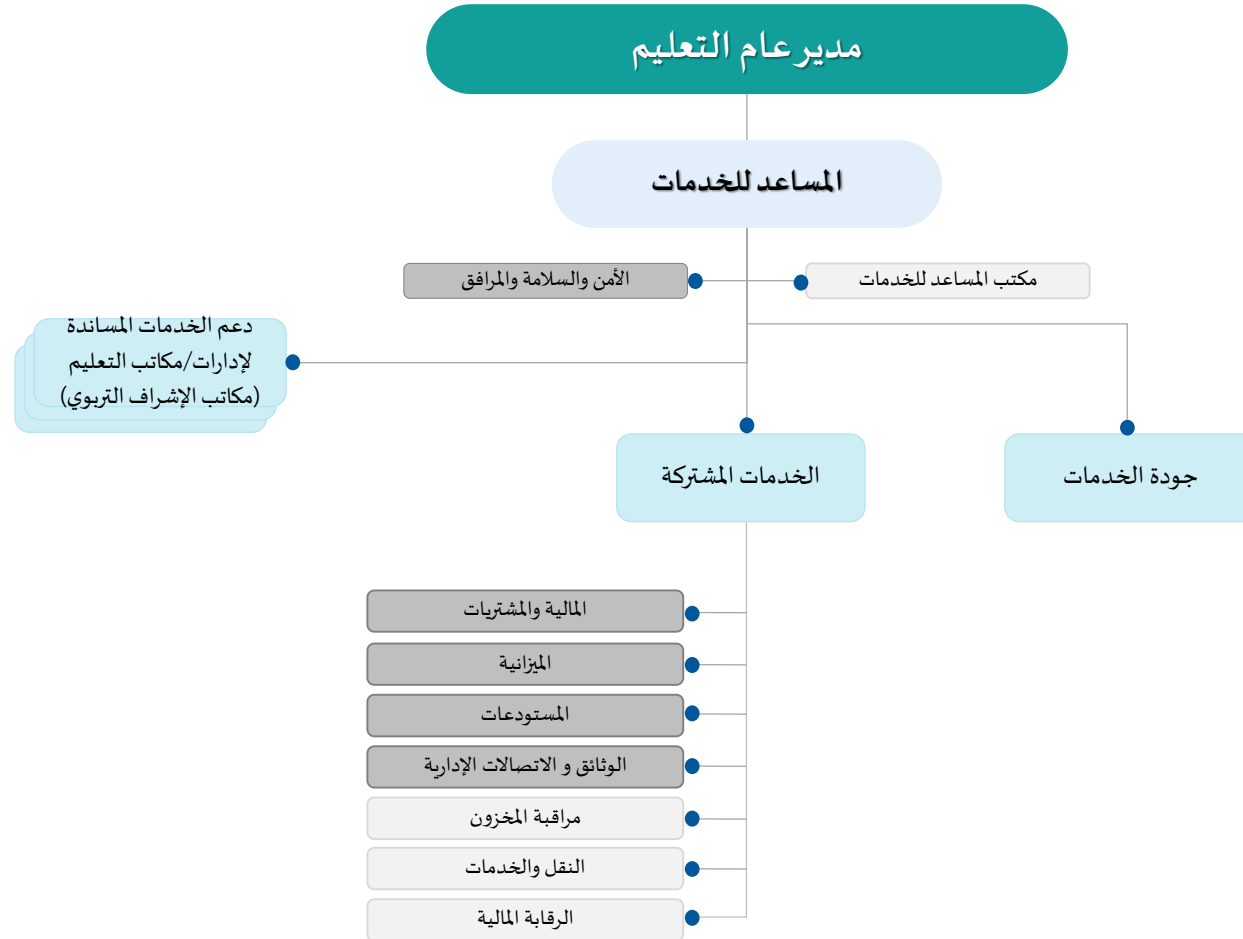 مدير عام التعليم
المساعد للخدمات
مكتب المساعد للخدمات
الأمن والسلامة والمرافق
دعم الخدمات المساندة
لإدارات/مكاتب التعليم
(مكاتب الإشراف التربوي)
جودة الخدمات
الخدمات المشتركة
المالية والمشتريات
الميزانية
المستودعات
الوثائق و الاتصالات الإدارية
مراقبة المخزون
النقل والخدمات
الرقابة المالية